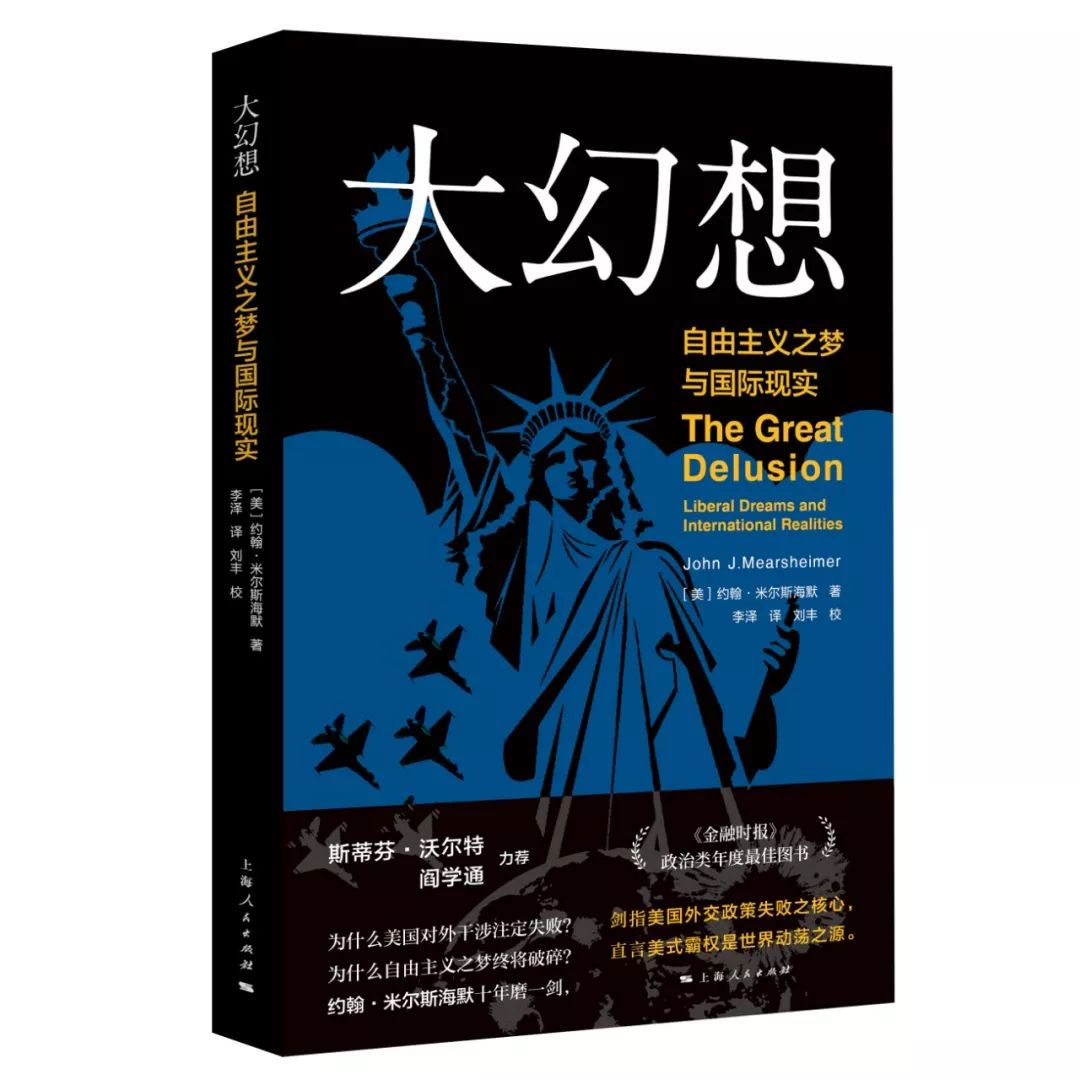 大幻想
自由主义之梦与国际现实
[美]约翰·米尔斯海默 著
李泽 译 刘丰 校
上海人民出版社
大幻想
自由主义之梦
与国际现实
The Great
Delusion
Liberal Dreams and
International Realities
John J.Mearsheimer
[美]约翰·米尔斯海默 著
李泽 译 刘丰 校
斯蒂芬·沃尔特
阎学通
力荐
《金融时报》
政治类年度最佳图书
为什么美国对外干涉注定失败？
为什么自由主义之梦终将破碎？
约翰·米尔斯海默十年磨一剑，
剑指美国外交政策失败之核心，
直言美式霸权是世界动荡之源。
上海人民出版社